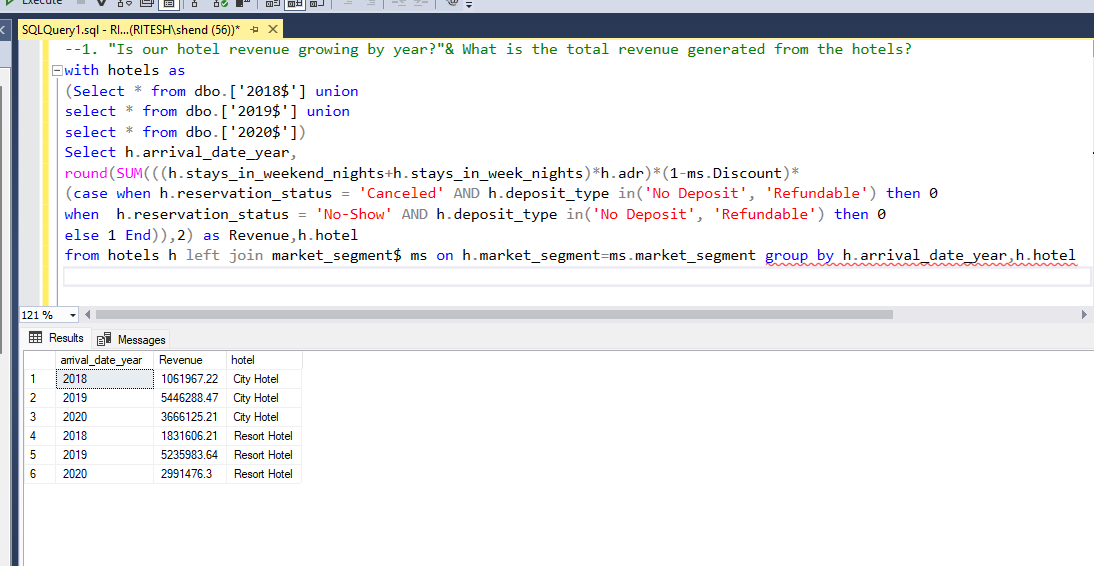 Execute
SQLQuery1.sql - RI...(RITESH\shend (56))*
--1. "Is our hotel revenue growing by year?"& What is the total revenue generated from the hotels?
with hotels as
(Select * from dbo.['2018$'] union
select * from dbo.['2019$'] union
select * from dbo.['2020$'])
Select h.arrival_date_year,
round(SUM(((h.stays_in_weekend_nights+h.stays_in_week_nights)*h.adr)*(1-ms.Discount)*
(case when h.reservation_status = 'Canceled' AND h.deposit_type in('No Deposit', 'Refundable') then 0
when  h.reservation_status = 'No-Show' AND h.deposit_type in('No Deposit', 'Refundable') then 0
else 1 End)),2) as Revenue,h.hotel
from hotels h left join market_segment$ ms on h.market_segment=ms.market_segment group by h.arrival_date_year,h.hotel
121 %
Results Messages
arrival_date_year Revenue hotel
1 2018 1061967.22 City Hotel
2 2019 5446288.47 City Hotel
3 2020 3666125.21 City Hotel
4 2018 1831606.21 Resort Hotel
5 2019 5235983.64 Resort Hotel
6 2020 2991476.3 Resort Hotel